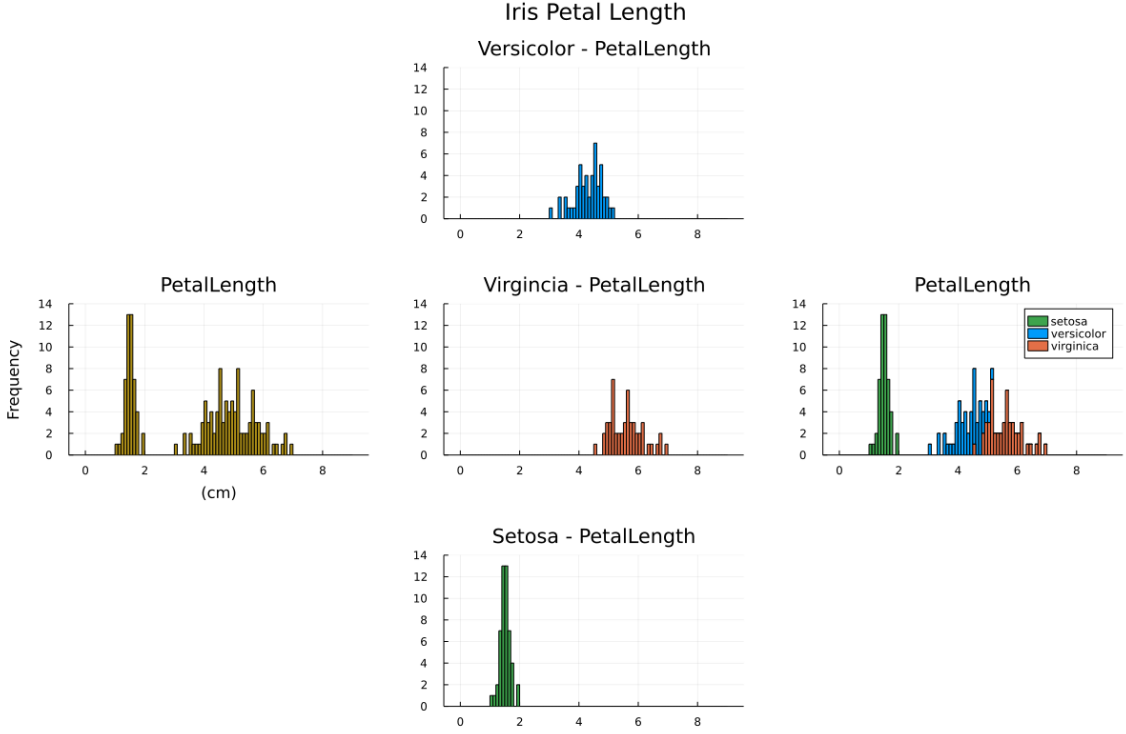 Iris Petal Length
Versicolor - PetalLength
14
12
10
8
6
4
2
0
0 2 4 6 8
PetalLength
14
12
10
8
6
4
2
0
0 2 4 6 8
Frequency
(cm)
Virgincia - PetalLength
14
12
10
8
6
4
2
0
0 2 4 6 8
PetalLength
14
12
10
8
6
4
2
0
0 2 4 6 8
setosa
versicolor
virginica
Setosa - PetalLength
14
12
10
8
6
4
2
0
0 2 4 6 8